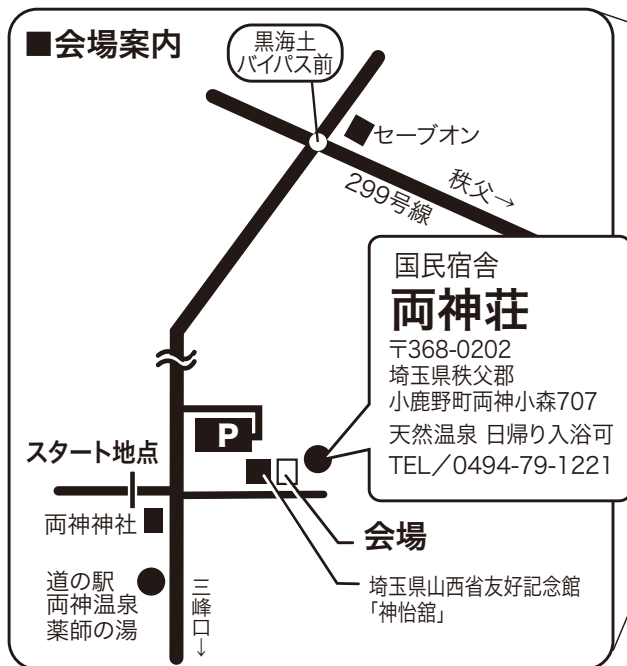 ■会場案内
黒海土
バイパス前
セーブオン
秩父→
299号線
国民宿舎
両神荘
〒368-0202
埼玉県秩父郡
小鹿野町両神小森707
天然温泉 日帰り入浴可
TEL／0494-79-1221
P
スタート地点
両神神社
会場
埼玉県山西省友好記念館
「神怡舘」
道の駅
両神温泉
薬師の湯
三峰口↓